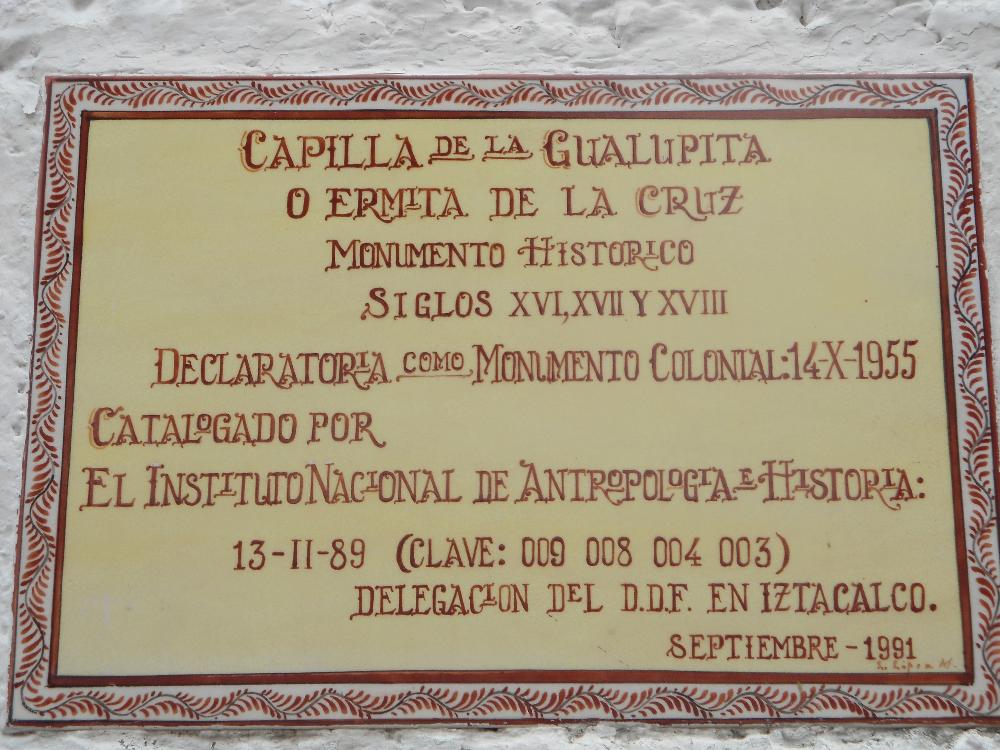 CAPILLA DE LA GUALUPITA
O ERMITA DE LA CRUZ
MONUMENTO HISTORICO
SIGLOS XVI, XVII Y XVIII
DECLARATORIA COMO MONUMENTO COLONIAL: 14-X-1955
CATALOGADO POR
EL INSTITUTO NACIONAL DE ANTROPOLOGIA E HISTORIA:
13-II-89 (CLAVE: 009 008 004 003)
DELEGACION DEL D.D.F. EN IZTACALCO.
SEPTIEMBRE - 1991